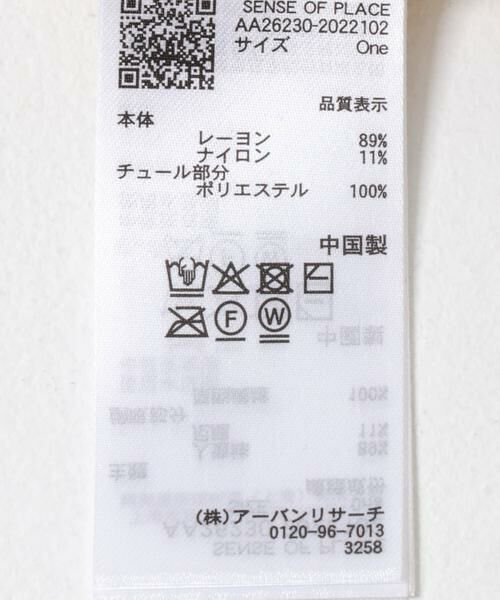 SENSE OF PLACE
AA26230-2022102
サイズ One
品質表示
本体
レーヨン 89%
ナイロン 11%
チュール部分
ポリエステル 100%
中国製
F W
(株)アーバンリサーチ
0120-96-7013
3258